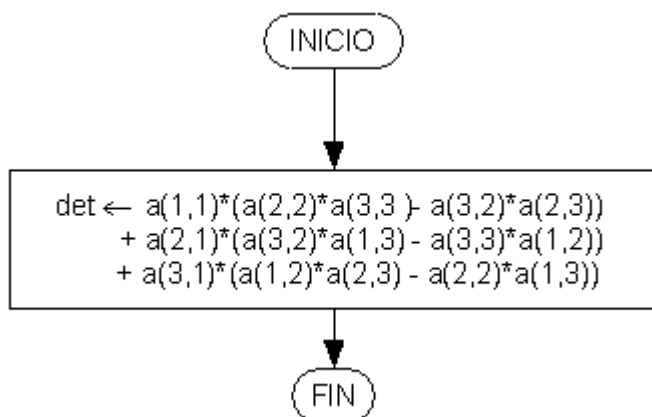 INICIO
det ← a(1,1)*(a(2,2)*a(3,3 )- a(3,2)*a(2,3))
+ a(2,1)*(a(3,2)*a(1,3) - a(3,3)*a(1,2))
+ a(3,1)*(a(1,2)*a(2,3) - a(2,2)*a(1,3))
FIN